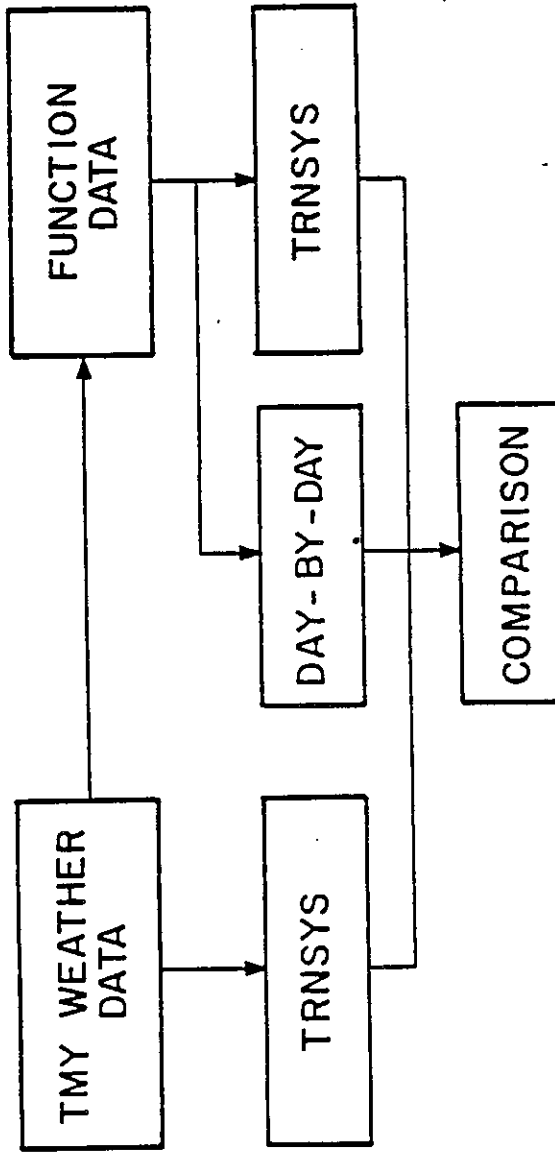 TMY WEATHER
DATA
FUNCTION
DATA
TRNSYS
DAY-BY-DAY
TRNSYS
COMPARISON